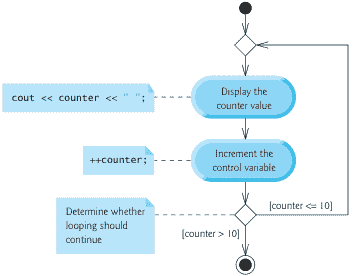 cout << counter << " ";
Display the
counter value
++counter;
Increment the
control variable
Determine whether
looping should
continue
[counter <= 10]
[counter > 10]